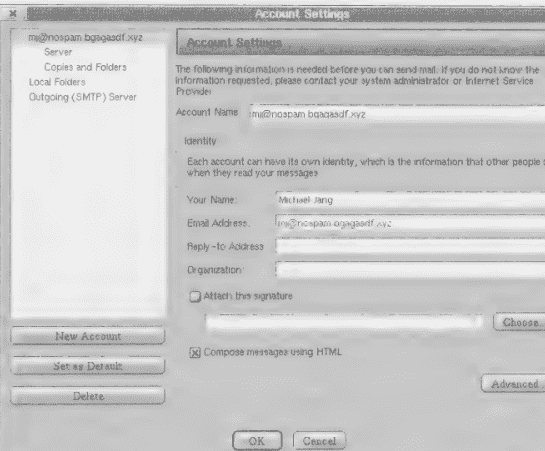 Account Settings
mj@nospam.bgagasdf.xyz
Server
Copies and Folders
Local Folders
Outgoing (SMTP) Server
New Account
Set as Default
Delete
Account Settings
The following information is needed before you can send mail. If you do not know the
information requested, please contact your system administrator or Internet Service
Provider
Account Name
mj@nospam.bgagasdf.xyz
Identity
Each account can have its own identity, which is the information that other people
when they read your messages
Your Name:
Michael Jang
Email Address:
mj@nospam.bgagasdf.xyz
Reply-to Address
Organization:
Attach this signature
Choose...
Compose messages using HTML
Advanced...
OK
Cancel